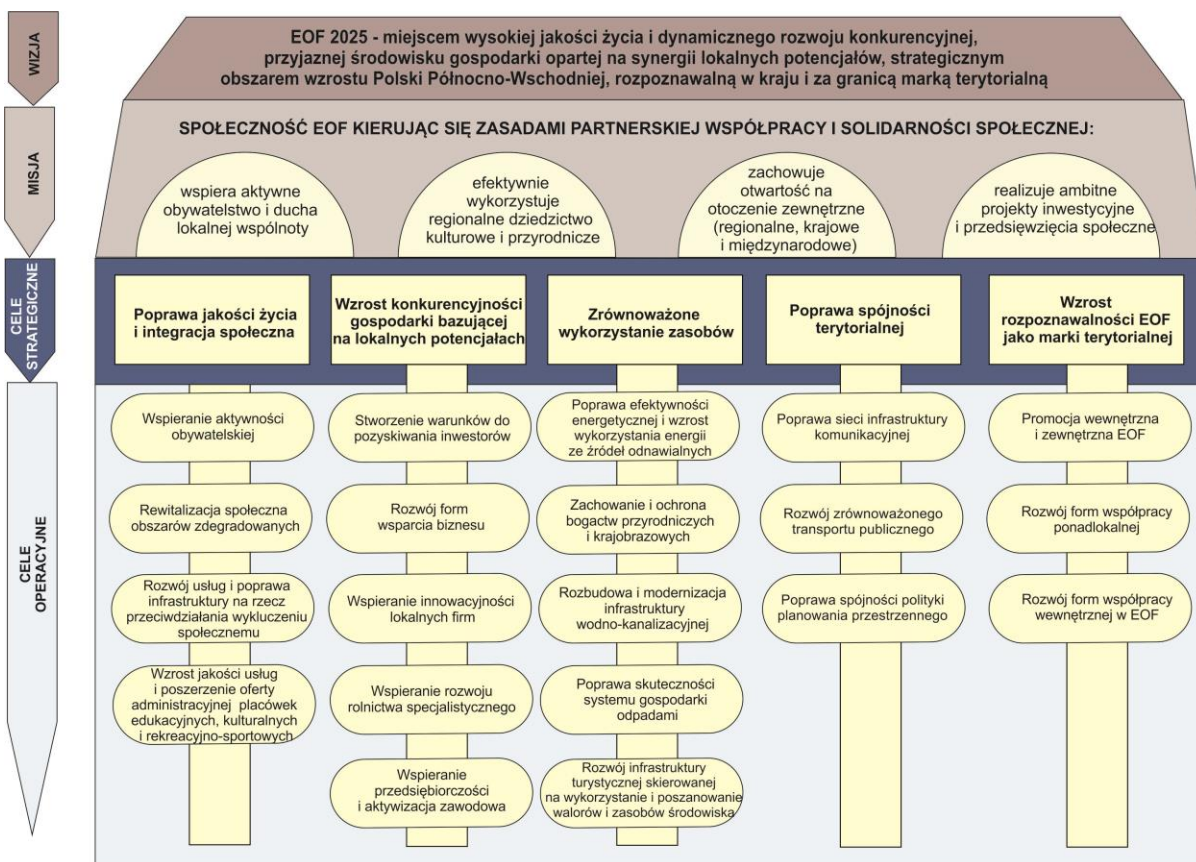 WIZJA
EOF 2025 - miejscem wysokiej jakości życia i dynamicznego rozwoju konkurencyjnej,
przyjaznej środowisku gospodarki opartej na synergii lokalnych potencjałów, strategicznym
obszarem wzrostu Polski Północno-Wschodniej, rozpoznawalną w kraju i za granicą marką terytorialną
MISJA
SPOŁECZNOŚĆ EOF KIERUJĄC SIĘ ZASADAMI PARTNERSKIEJ WSPÓŁPRACY I SOLIDARNOŚCI SPOŁECZNEJ:
wspiera aktywne
obywatelstwo i ducha
lokalnej wspólnoty
efektywnie
wykorzystuje
regionalne dziedzictwo
kulturowe i przyrodnicze
zachowuje
otwartość na
otoczenie zewnętrzne
(regionalne, krajowe
i międzynarodowe)
realizuje ambitne
projekty inwestycyjne
i przedsięwzięcia społeczne
CELE
STRATEGICZNE
Poprawa jakości życia
i integracja społeczna
Wzrost konkurencyjności
gospodarki bazującej
na lokalnych potencjałach
Zrównoważone
wykorzystanie zasobów
Poprawa spójności
terytorialnej
Wzrost
rozpoznawalności EOF
jako marki terytorialnej
CELE
OPERACYJNE
Wspieranie aktywności
obywatelskiej
Rewitalizacja społeczna
obszarów zdegradowanych
Rozwój usług i poprawa
infrastruktury na rzecz
przeciwdziałania wykluczeniu
społecznemu
Wzrost jakości usług
i poszerzenie oferty
administracyjnej placówek
edukacyjnych, kulturalnych
i rekreacyjno-sportowych
Stworzenie warunków do
pozyskiwania inwestorów
Rozwój form
wsparcia biznesu
Wspieranie innowacyjności
lokalnych firm
Wspieranie rozwoju
rolnictwa specjalistycznego
Wspieranie
przedsiębiorczości
i aktywizacja zawodowa
Poprawa efektywności
energetycznej i wzrost
wykorzystania energii
ze źródeł odnawialnych
Zachowanie i ochrona
bogactw przyrodniczych
i krajobrazowych
Rozbudowa i modernizacja
infrastruktury
wodno-kanalizacyjnej
Poprawa skuteczności
systemu gospodarki
odpadami
Rozwój infrastruktury
turystycznej skierowanej
na wykorzystanie i poszanowanie
walorów i zasobów środowiska
Poprawa sieci infrastruktury
komunikacyjnej
Rozwój zrównoważonego
transportu publicznego
Poprawa spójności polityki
planowania przestrzennego
Promocja wewnętrzna
i zewnętrzna EOF
Rozwój form współpracy
ponadlokalnej
Rozwój form współpracy
wewnętrznej w EOF